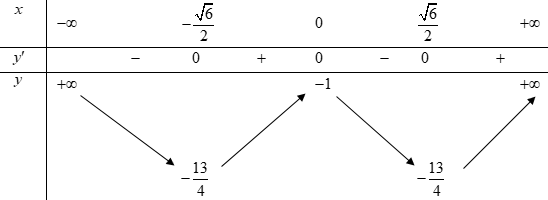 x −∞ −√6/2 0 √6/2 +∞
y′ − 0 + 0 − 0 +
y +∞ −1 +∞
−13/4 −13/4